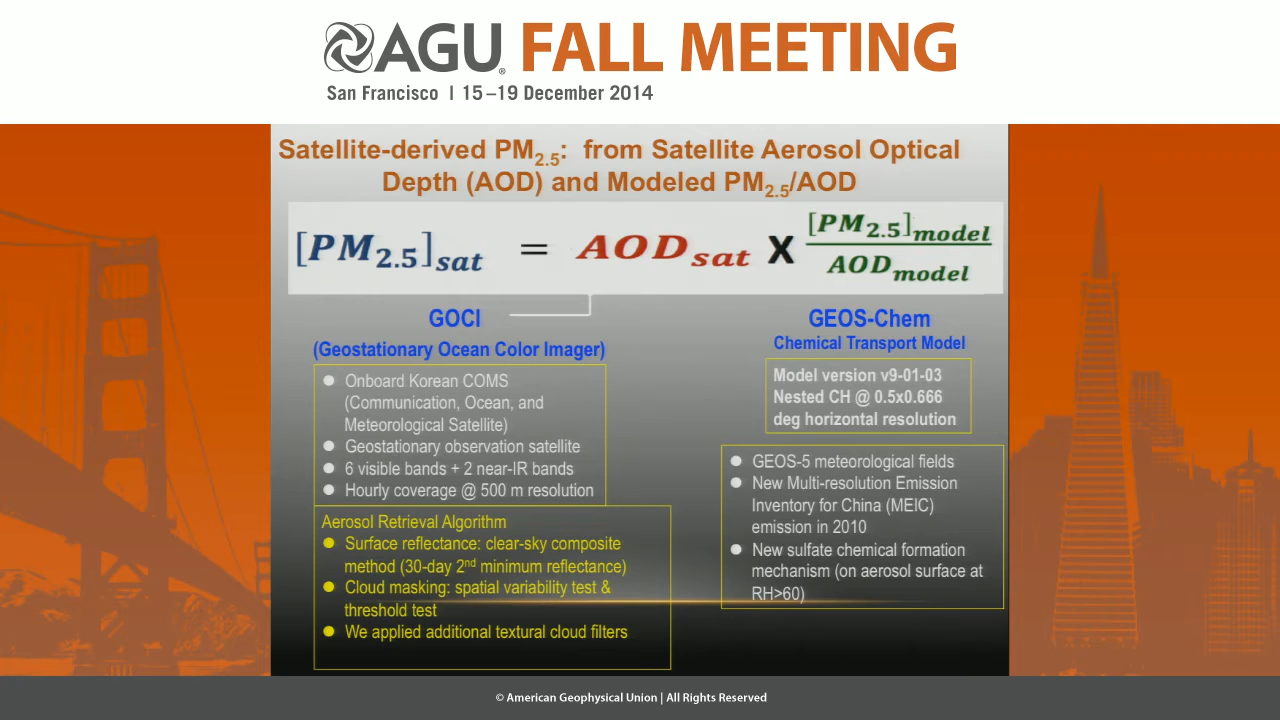 AGU® FALL MEETING
San Francisco | 15–19 December 2014
Satellite-derived PM2.5: from Satellite Aerosol Optical
Depth (AOD) and Modeled PM2.5/AOD
[PM2.5]sat = AODsat X [PM2.5]model
AODmodel
GOCI
(Geostationary Ocean Color Imager)
● Onboard Korean COMS
(Communication, Ocean, and
Meteorological Satellite)
● Geostationary observation satellite
● 6 visible bands + 2 near-IR bands
● Hourly coverage @ 500 m resolution
Aerosol Retrieval Algorithm
● Surface reflectance: clear-sky composite
method (30-day 2nd minimum reflectance)
● Cloud masking: spatial variability test &
threshold test
● We applied additional textural cloud filters
GEOS-Chem
Chemical Transport Model
Model version v9-01-03
Nested CH @ 0.5x0.666
deg horizontal resolution
● GEOS-5 meteorological fields
● New Multi-resolution Emission
Inventory for China (MEIC)
emission in 2010
● New sulfate chemical formation
mechanism (on aerosol surface at
RH>60)
© American Geophysical Union | All Rights Reserved